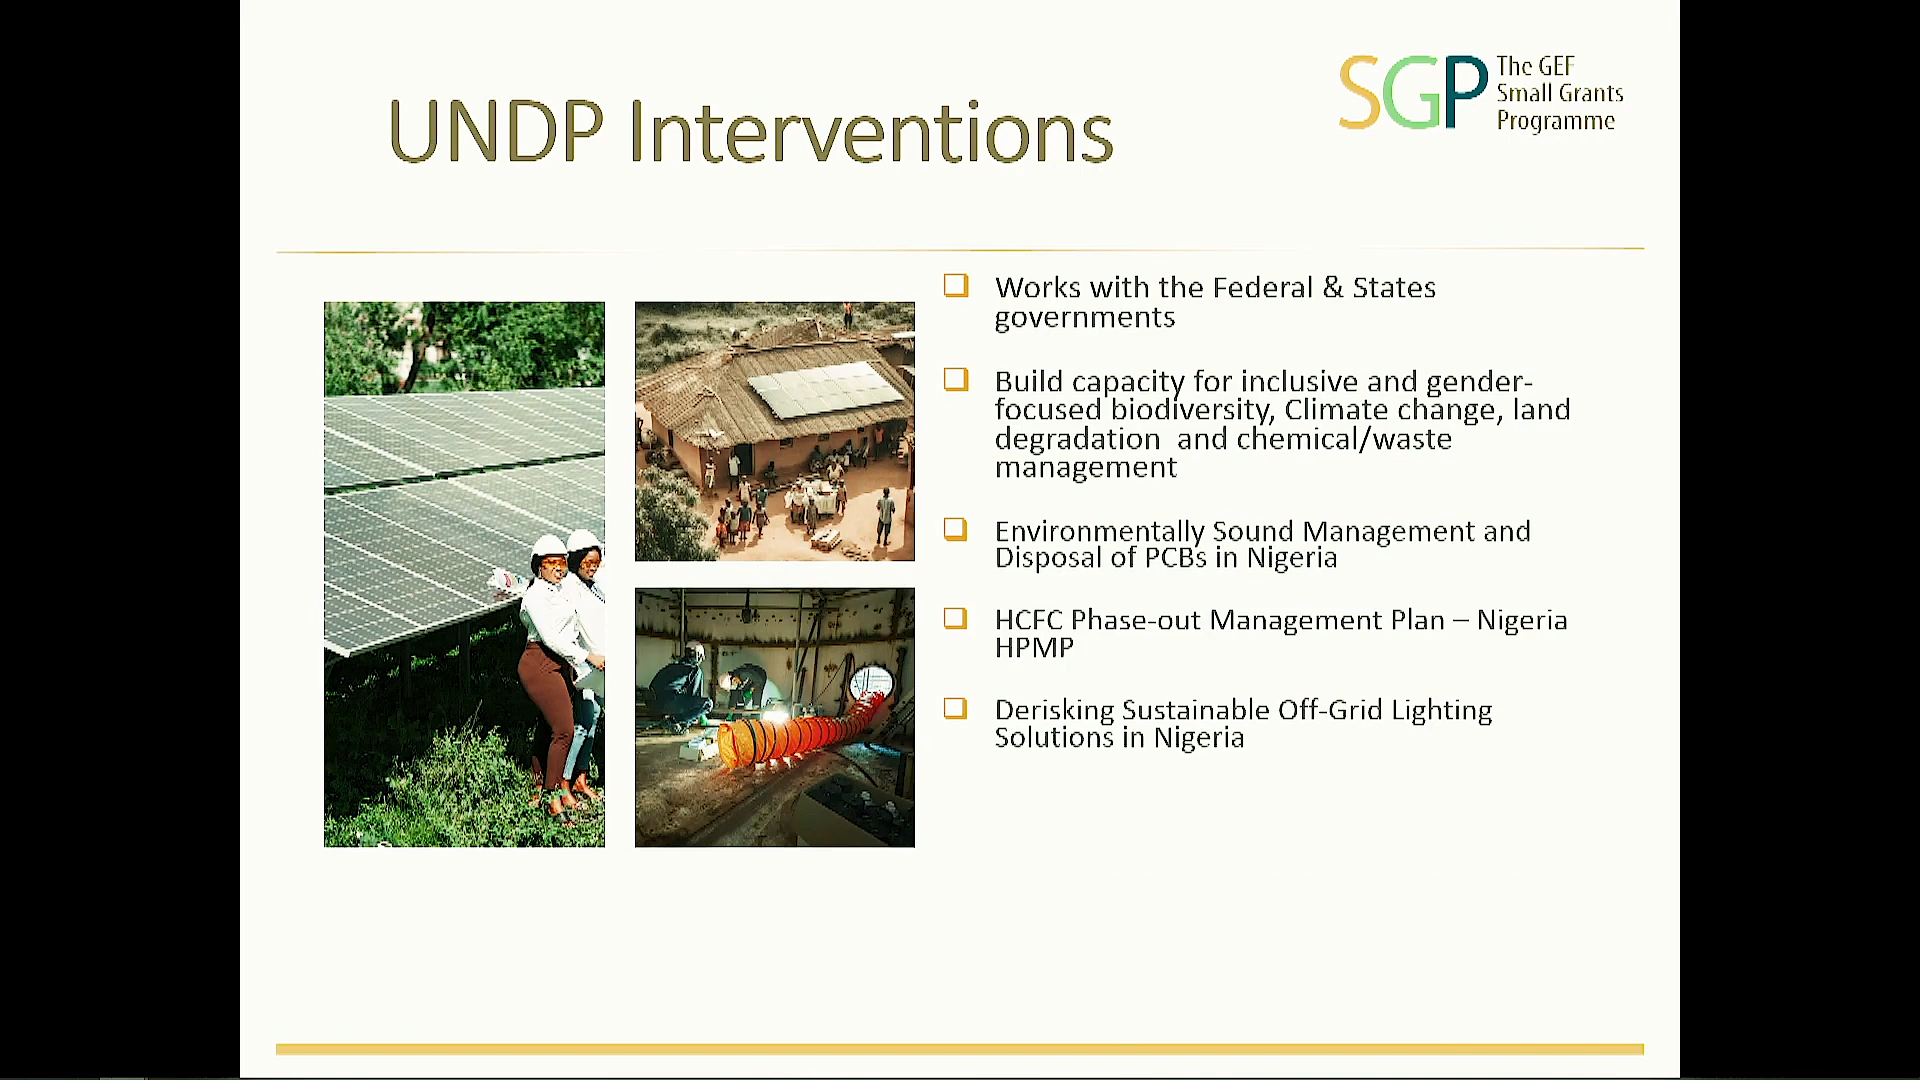 UNDP Interventions
SGP
The GEF
Small Grants
Programme
Works with the Federal & States
governments
Build capacity for inclusive and gender-
focused biodiversity, Climate change, land
degradation  and chemical/waste
management
Environmentally Sound Management and
Disposal of PCBs in Nigeria
HCFC Phase-out Management Plan – Nigeria
HPMP
Derisking Sustainable Off-Grid Lighting
Solutions in Nigeria